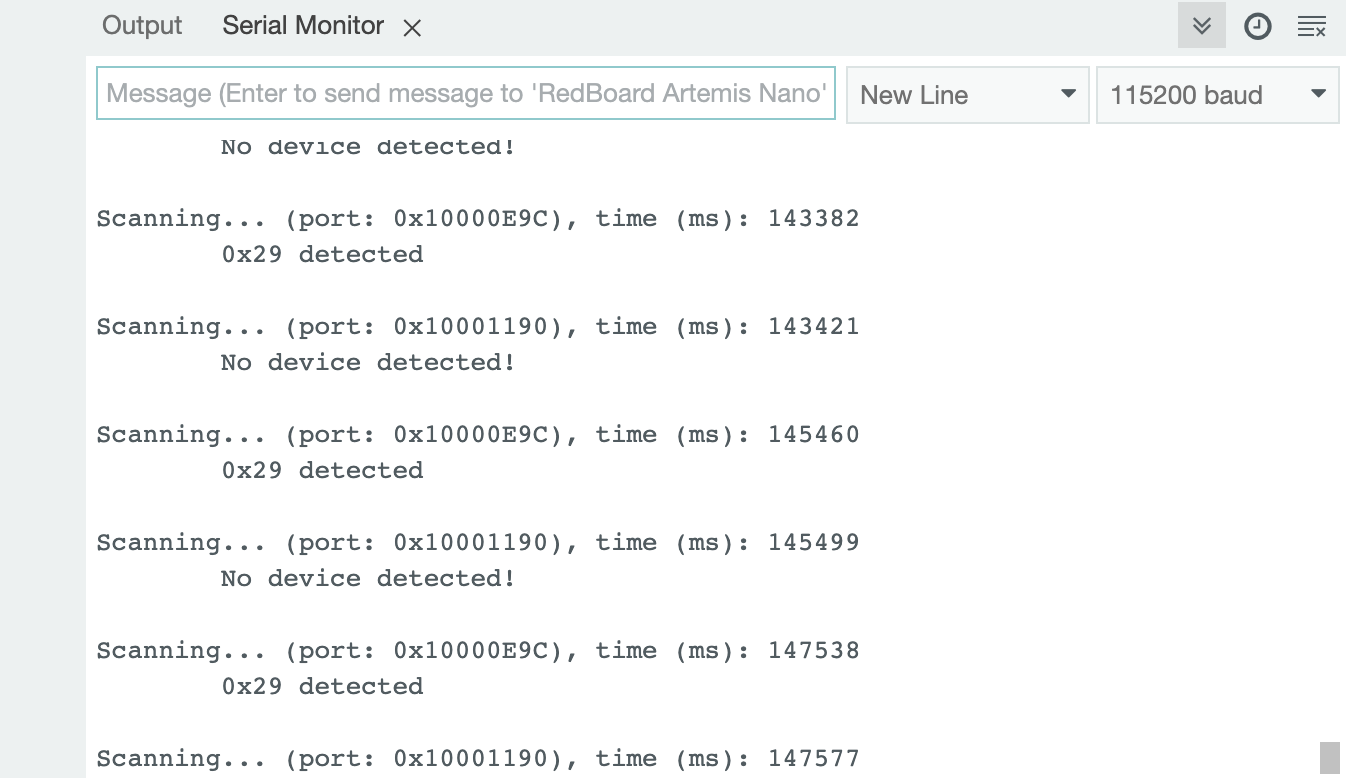 Output Serial Monitor
Message (Enter to send message to 'RedBoard Artemis Nano' New Line 115200 baud
No device detected!
Scanning... (port: 0x10000E9C), time (ms): 143382
0x29 detected
Scanning... (port: 0x10001190), time (ms): 143421
No device detected!
Scanning... (port: 0x10000E9C), time (ms): 145460
0x29 detected
Scanning... (port: 0x10001190), time (ms): 145499
No device detected!
Scanning... (port: 0x10000E9C), time (ms): 147538
0x29 detected
Scanning... (port: 0x10001190), time (ms): 147577